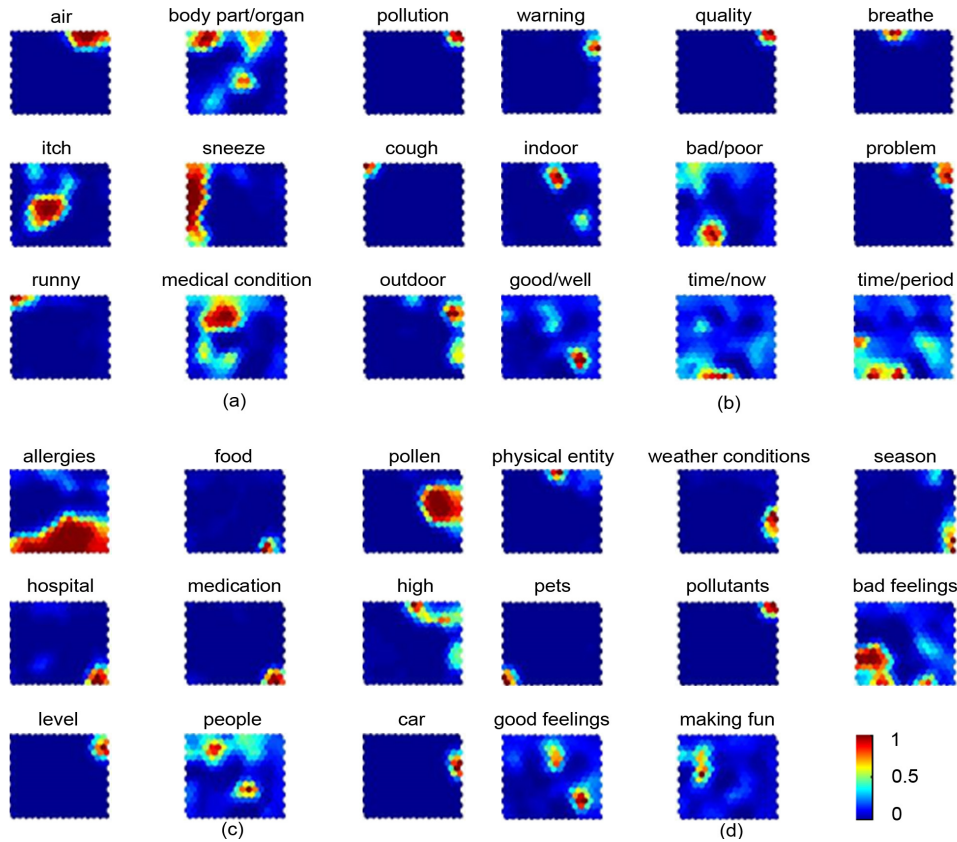 air body part/organ pollution warning quality breathe
itch sneeze cough indoor bad/poor problem
runny medical condition outdoor good/well time/now time/period
(a) (b)
allergies food pollen physical entity weather conditions season
hospital medication high pets pollutants bad feelings
level people car good feelings making fun
1
0.5
0
(c) (d)